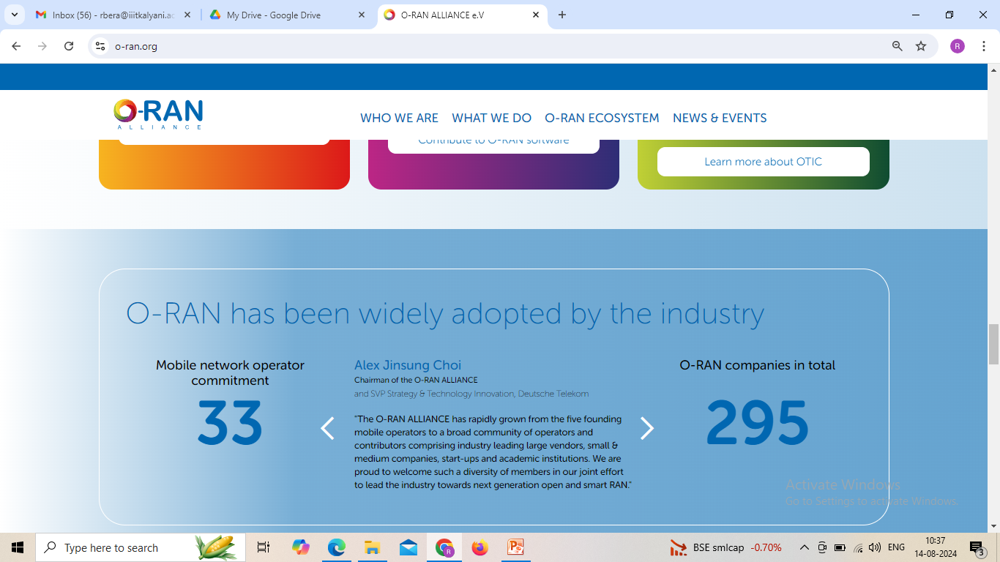 Inbox (56) - rbera@iiitkalyani.ac
My Drive - Google Drive
O-RAN ALLIANCE e.V
o-ran.org
R
O-RAN
ALLIANCE
WHO WE ARE
WHAT WE DO
O-RAN ECOSYSTEM
NEWS & EVENTS
Contribute to O-RAN software
Learn more about OTIC
O-RAN has been widely adopted by the industry
Mobile network operator
commitment
33
Alex Jinsung Choi
Chairman of the O-RAN ALLIANCE
and SVP Strategy & Technology Innovation, Deutsche Telekom
"The O-RAN ALLIANCE has rapidly grown from the five founding
mobile operators to a broad community of operators and
contributors comprising industry leading large vendors, small &
medium companies, start-ups and academic institutions. We are
proud to welcome such a diversity of members in our joint effort
to lead the industry towards next generation open and smart RAN."
O-RAN companies in total
295
Activate Windows
Go to Settings to activate Windows.
Type here to search
R
BSE smlcap -0.70%
ENG
10:37
14-08-2024
3